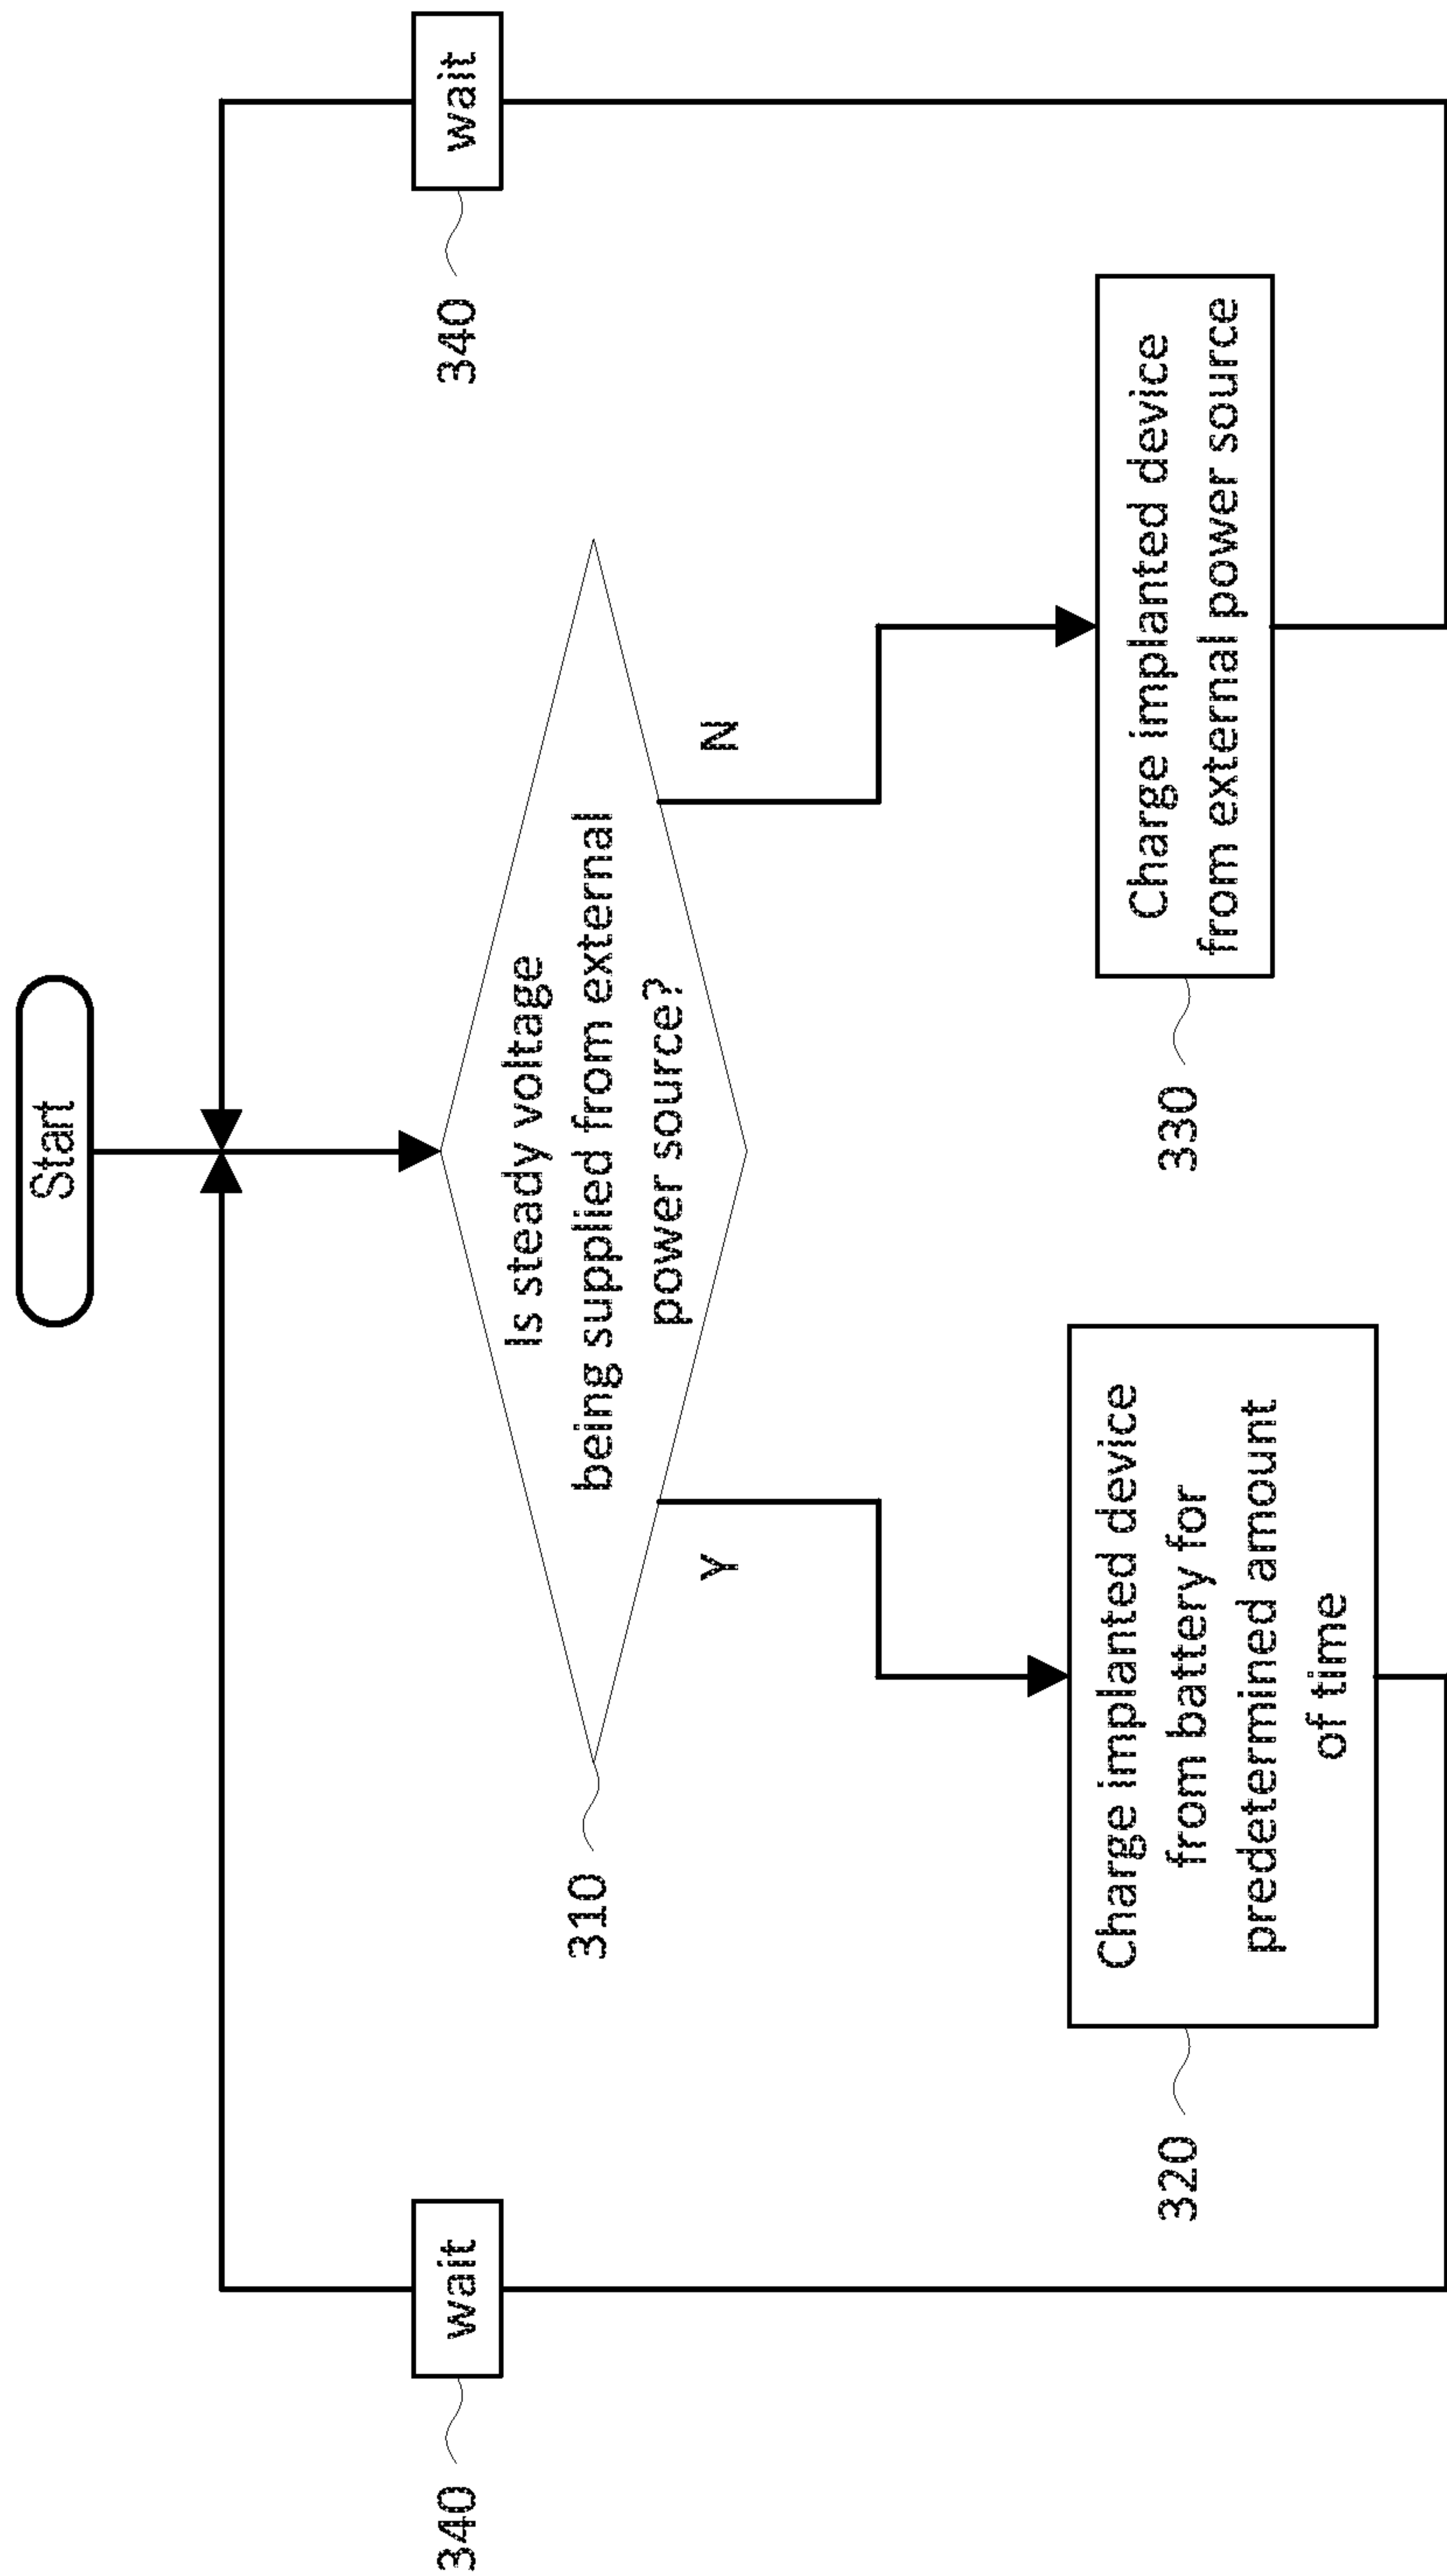 Start
wait
340
wait
340
Is steady voltage
being supplied from external
power source?
310
Y
N
Charge implanted device
from battery for
predetermined amount
of time
320
Charge implanted device
from external power source
330